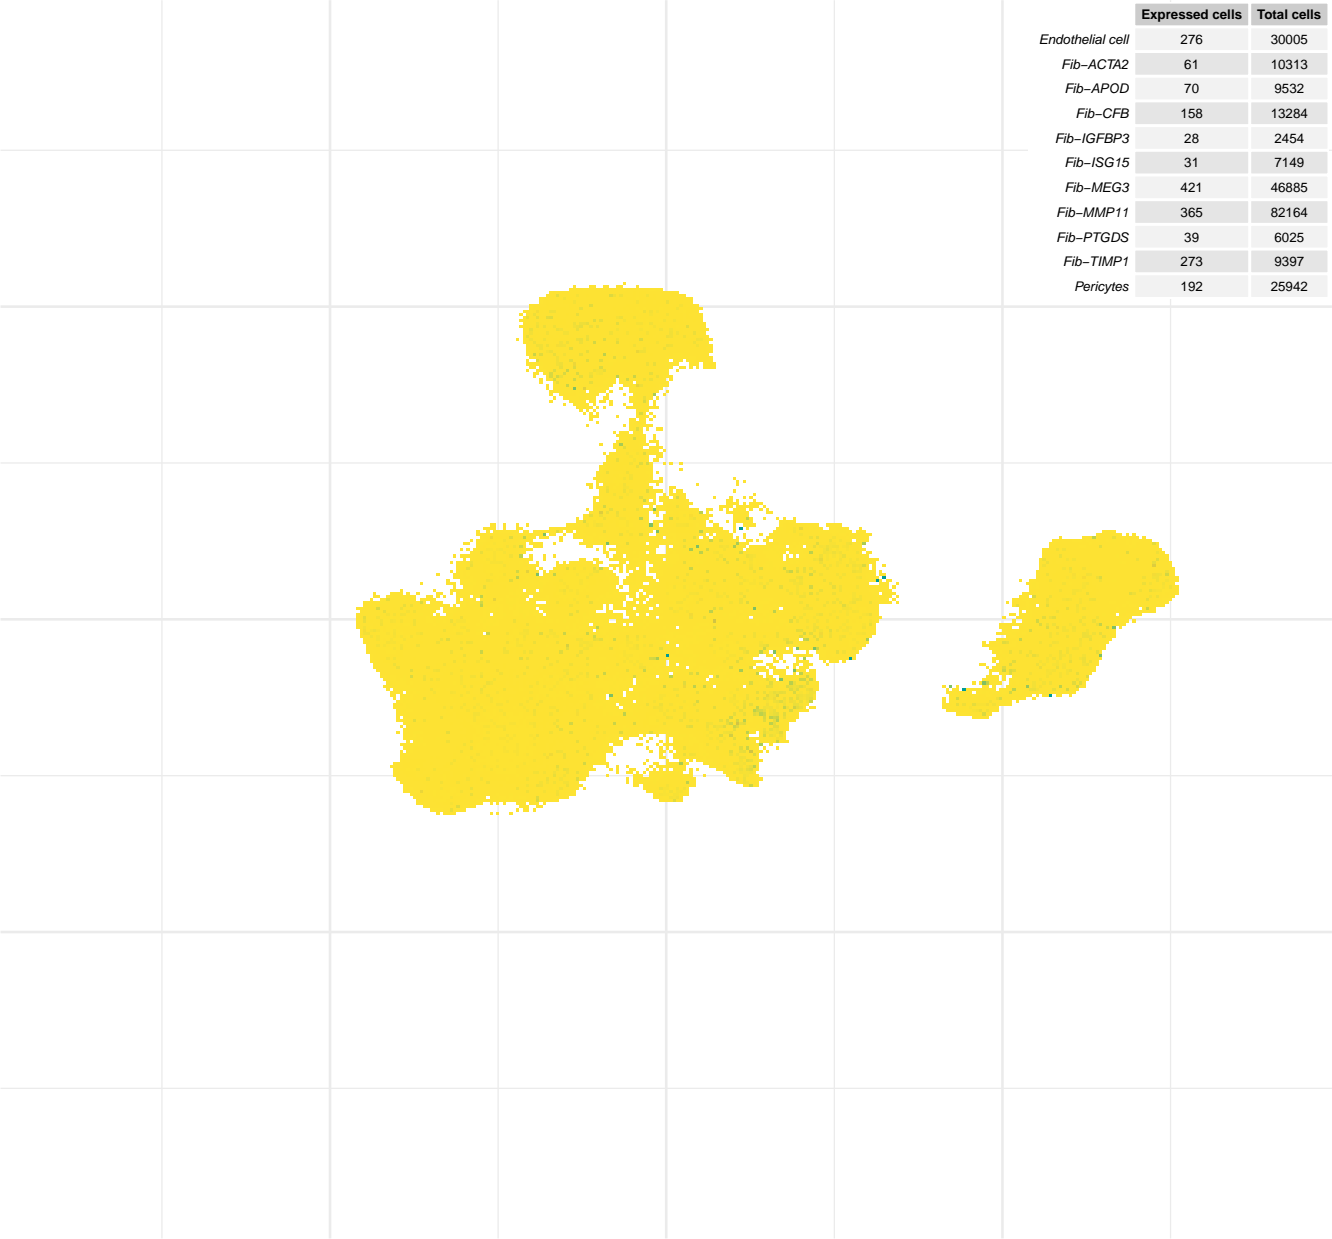 Expressed cells Total cells
Endothelial cell 276 30005
Fib−ACTA2 61 10313
Fib−APOD 70 9532
Fib−CFB 158 13284
Fib−IGFBP3 28 2454
Fib−ISG15 31 7149
Fib−MEG3 421 46885
Fib−MMP11 365 82164
Fib−PTGDS 39 6025
Fib−TIMP1 273 9397
Pericytes 192 25942